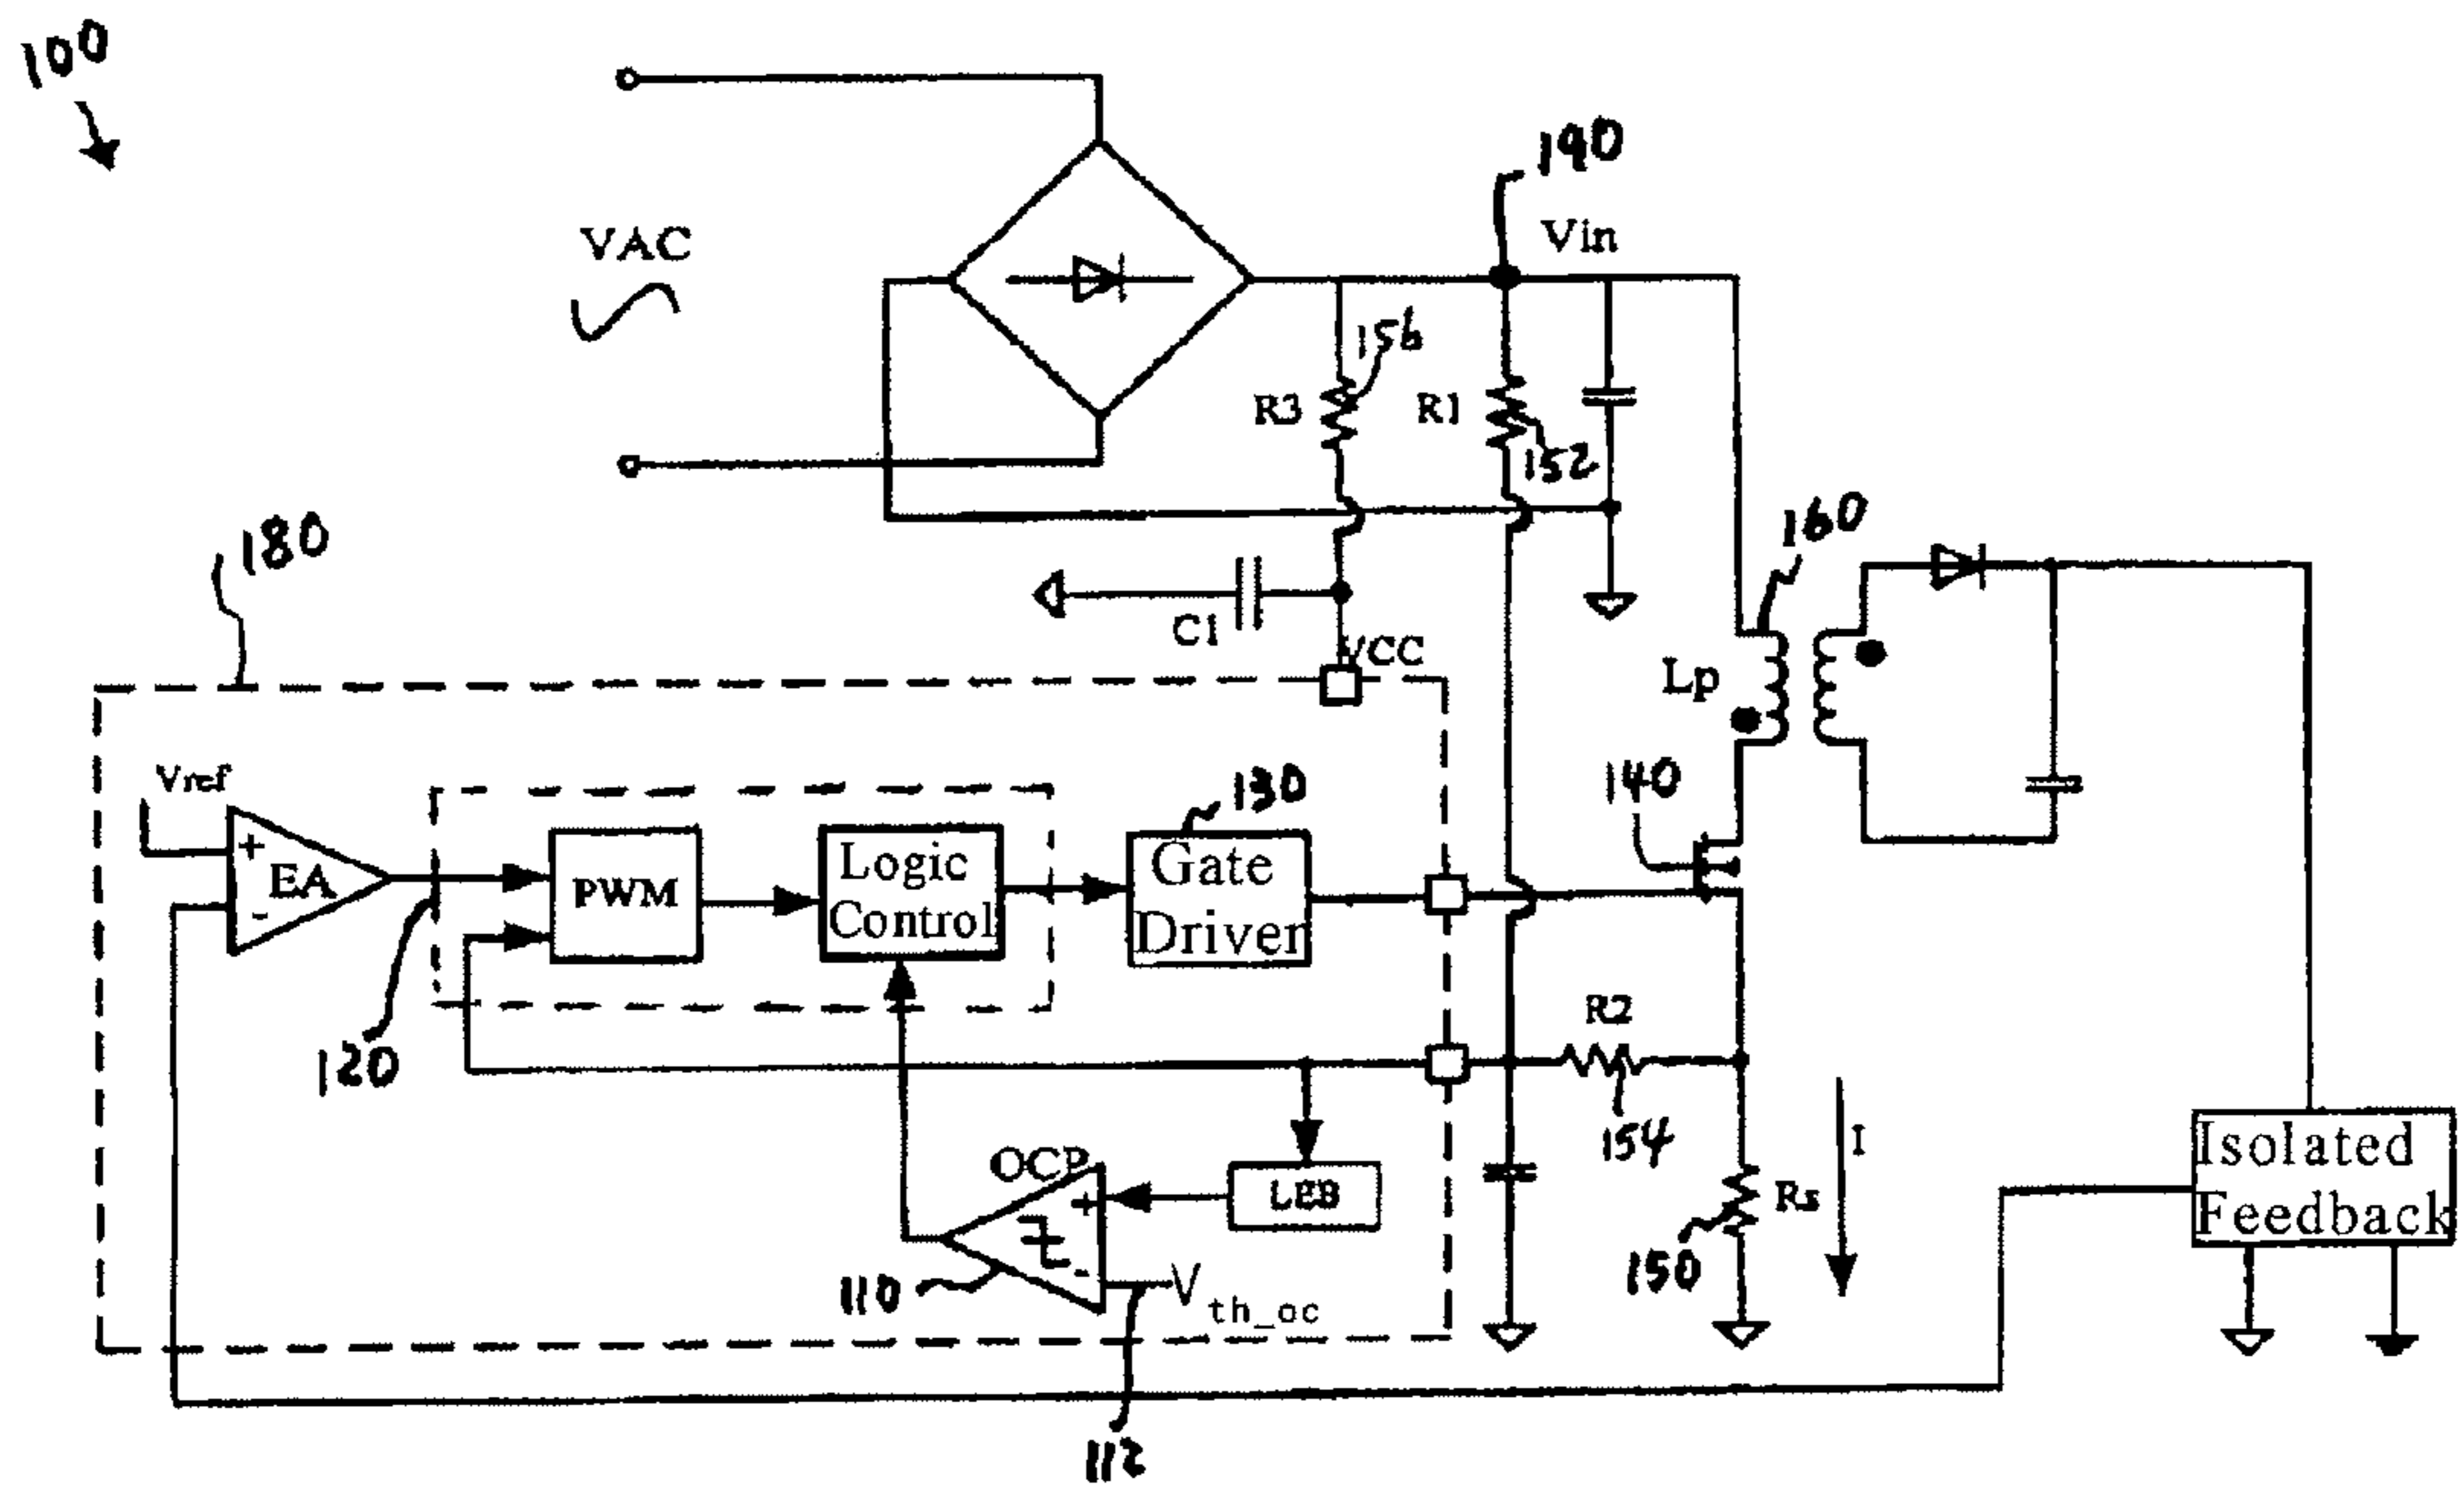 100
190
Vin
VAC
156
R3
R1
152
180
160
C1
VCC
Lp
Vref
130
140
+
EA
-
PWM
Logic
Control
Gate
Driver
R2
120
154
OCP
+
LEB
I
Rs
Isolated
Feedback
110
-
V
th_oc
150
112